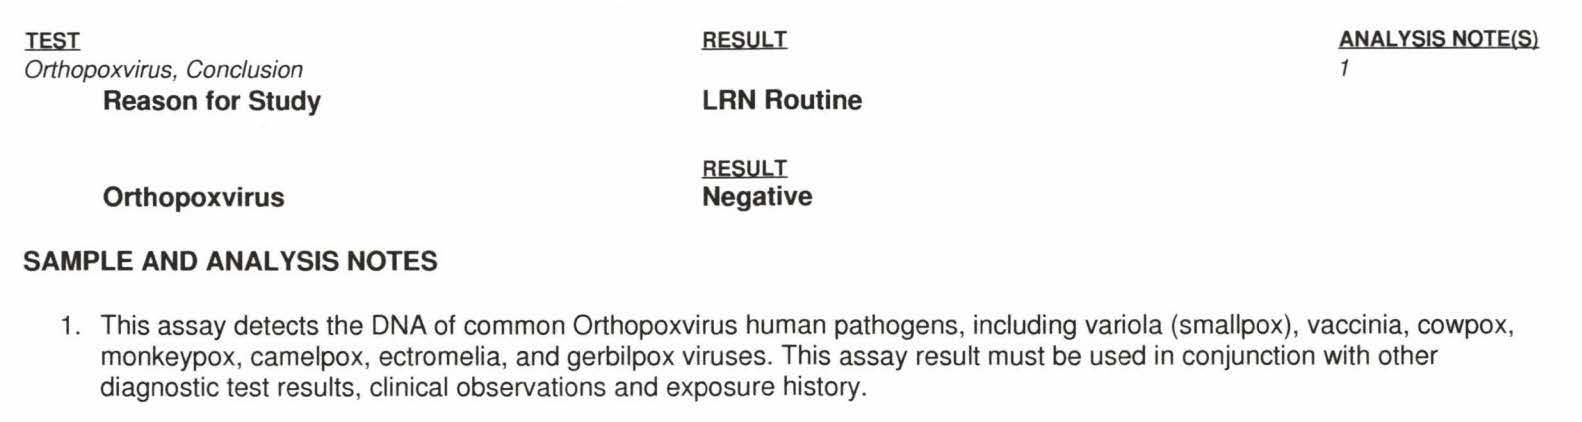 TEST RESULT ANALYSIS NOTE(S)
Orthopoxvirus, Conclusion 1
Reason for Study LRN Routine
RESULT
Orthopoxvirus Negative
SAMPLE AND ANALYSIS NOTES
1. This assay detects the DNA of common Orthopoxvirus human pathogens, including variola (smallpox), vaccinia, cowpox,
monkeypox, camelpox, ectromelia, and gerbilpox viruses. This assay result must be used in conjunction with other
diagnostic test results, clinical observations and exposure history.